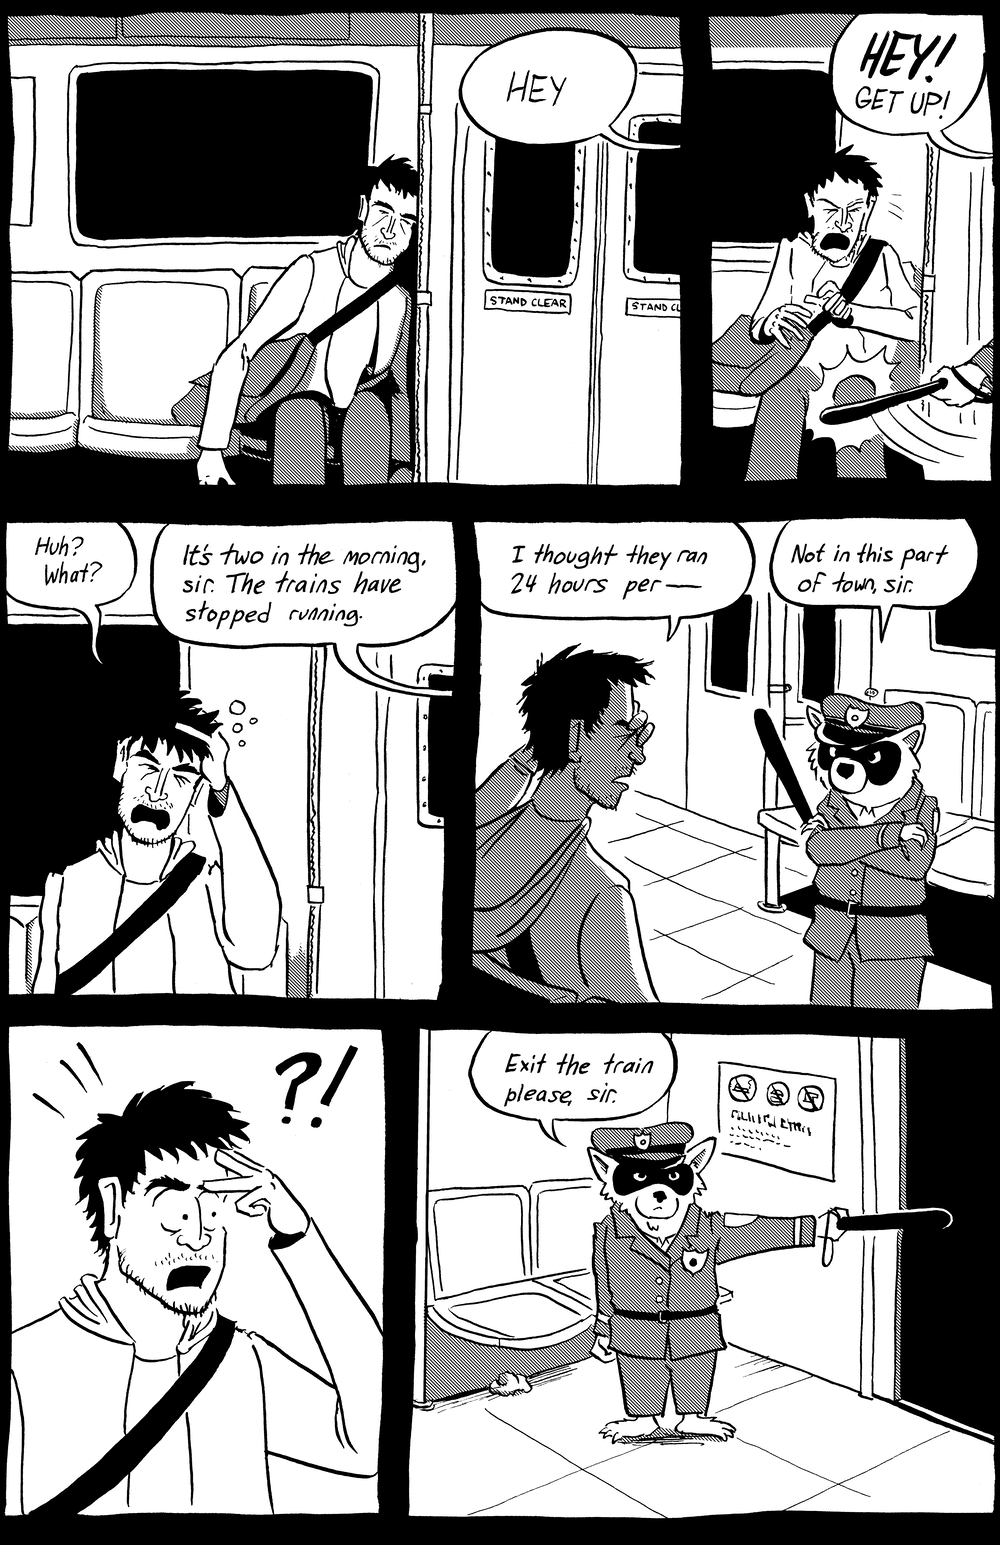 HEY
STAND CLEAR
STAND CL
HEY!
GET UP!
Huh?
What?
It's two in the morning,
sir. The trains have
stopped running.
I thought they ran
24 hours per —
Not in this part
of town, sir.
?!
Exit the train
please, sir.